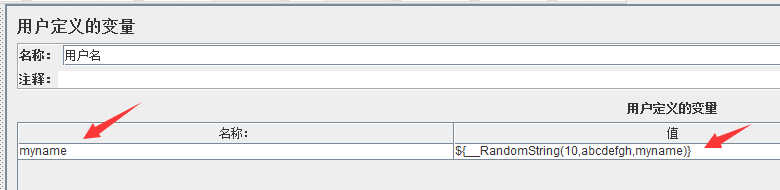 用户定义的变量
名称： 用户名
注释：
用户定义的变量
名称: 值
myname ${__RandomString(10,abcdefgh,myname)}